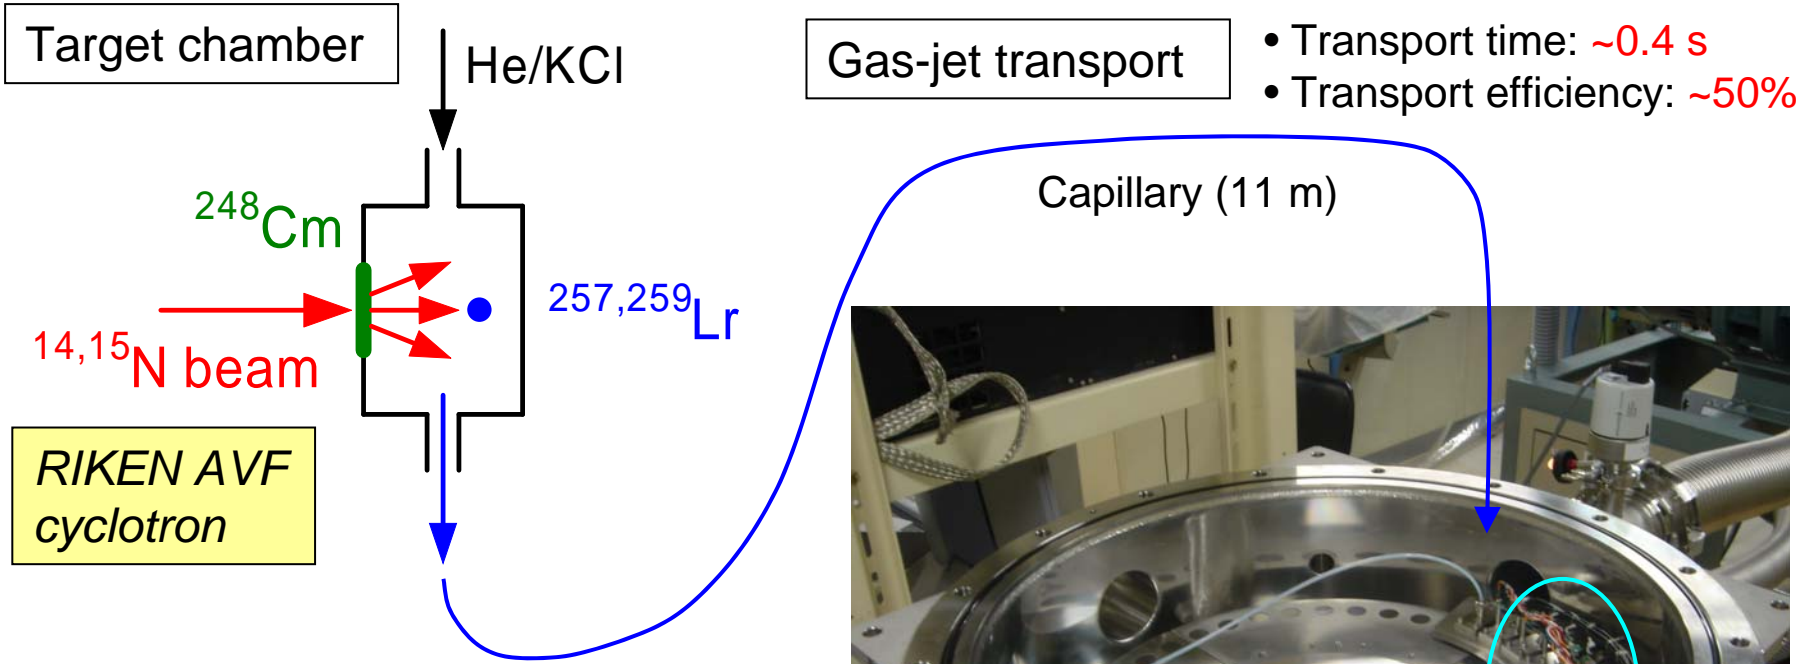 Target chamber
He/KCl
Gas-jet transport
• Transport time: ~0.4 s
• Transport efficiency: ~50%
Capillary (11 m)
248Cm
257,259Lr
14,15N beam
RIKEN AVF
cyclotron